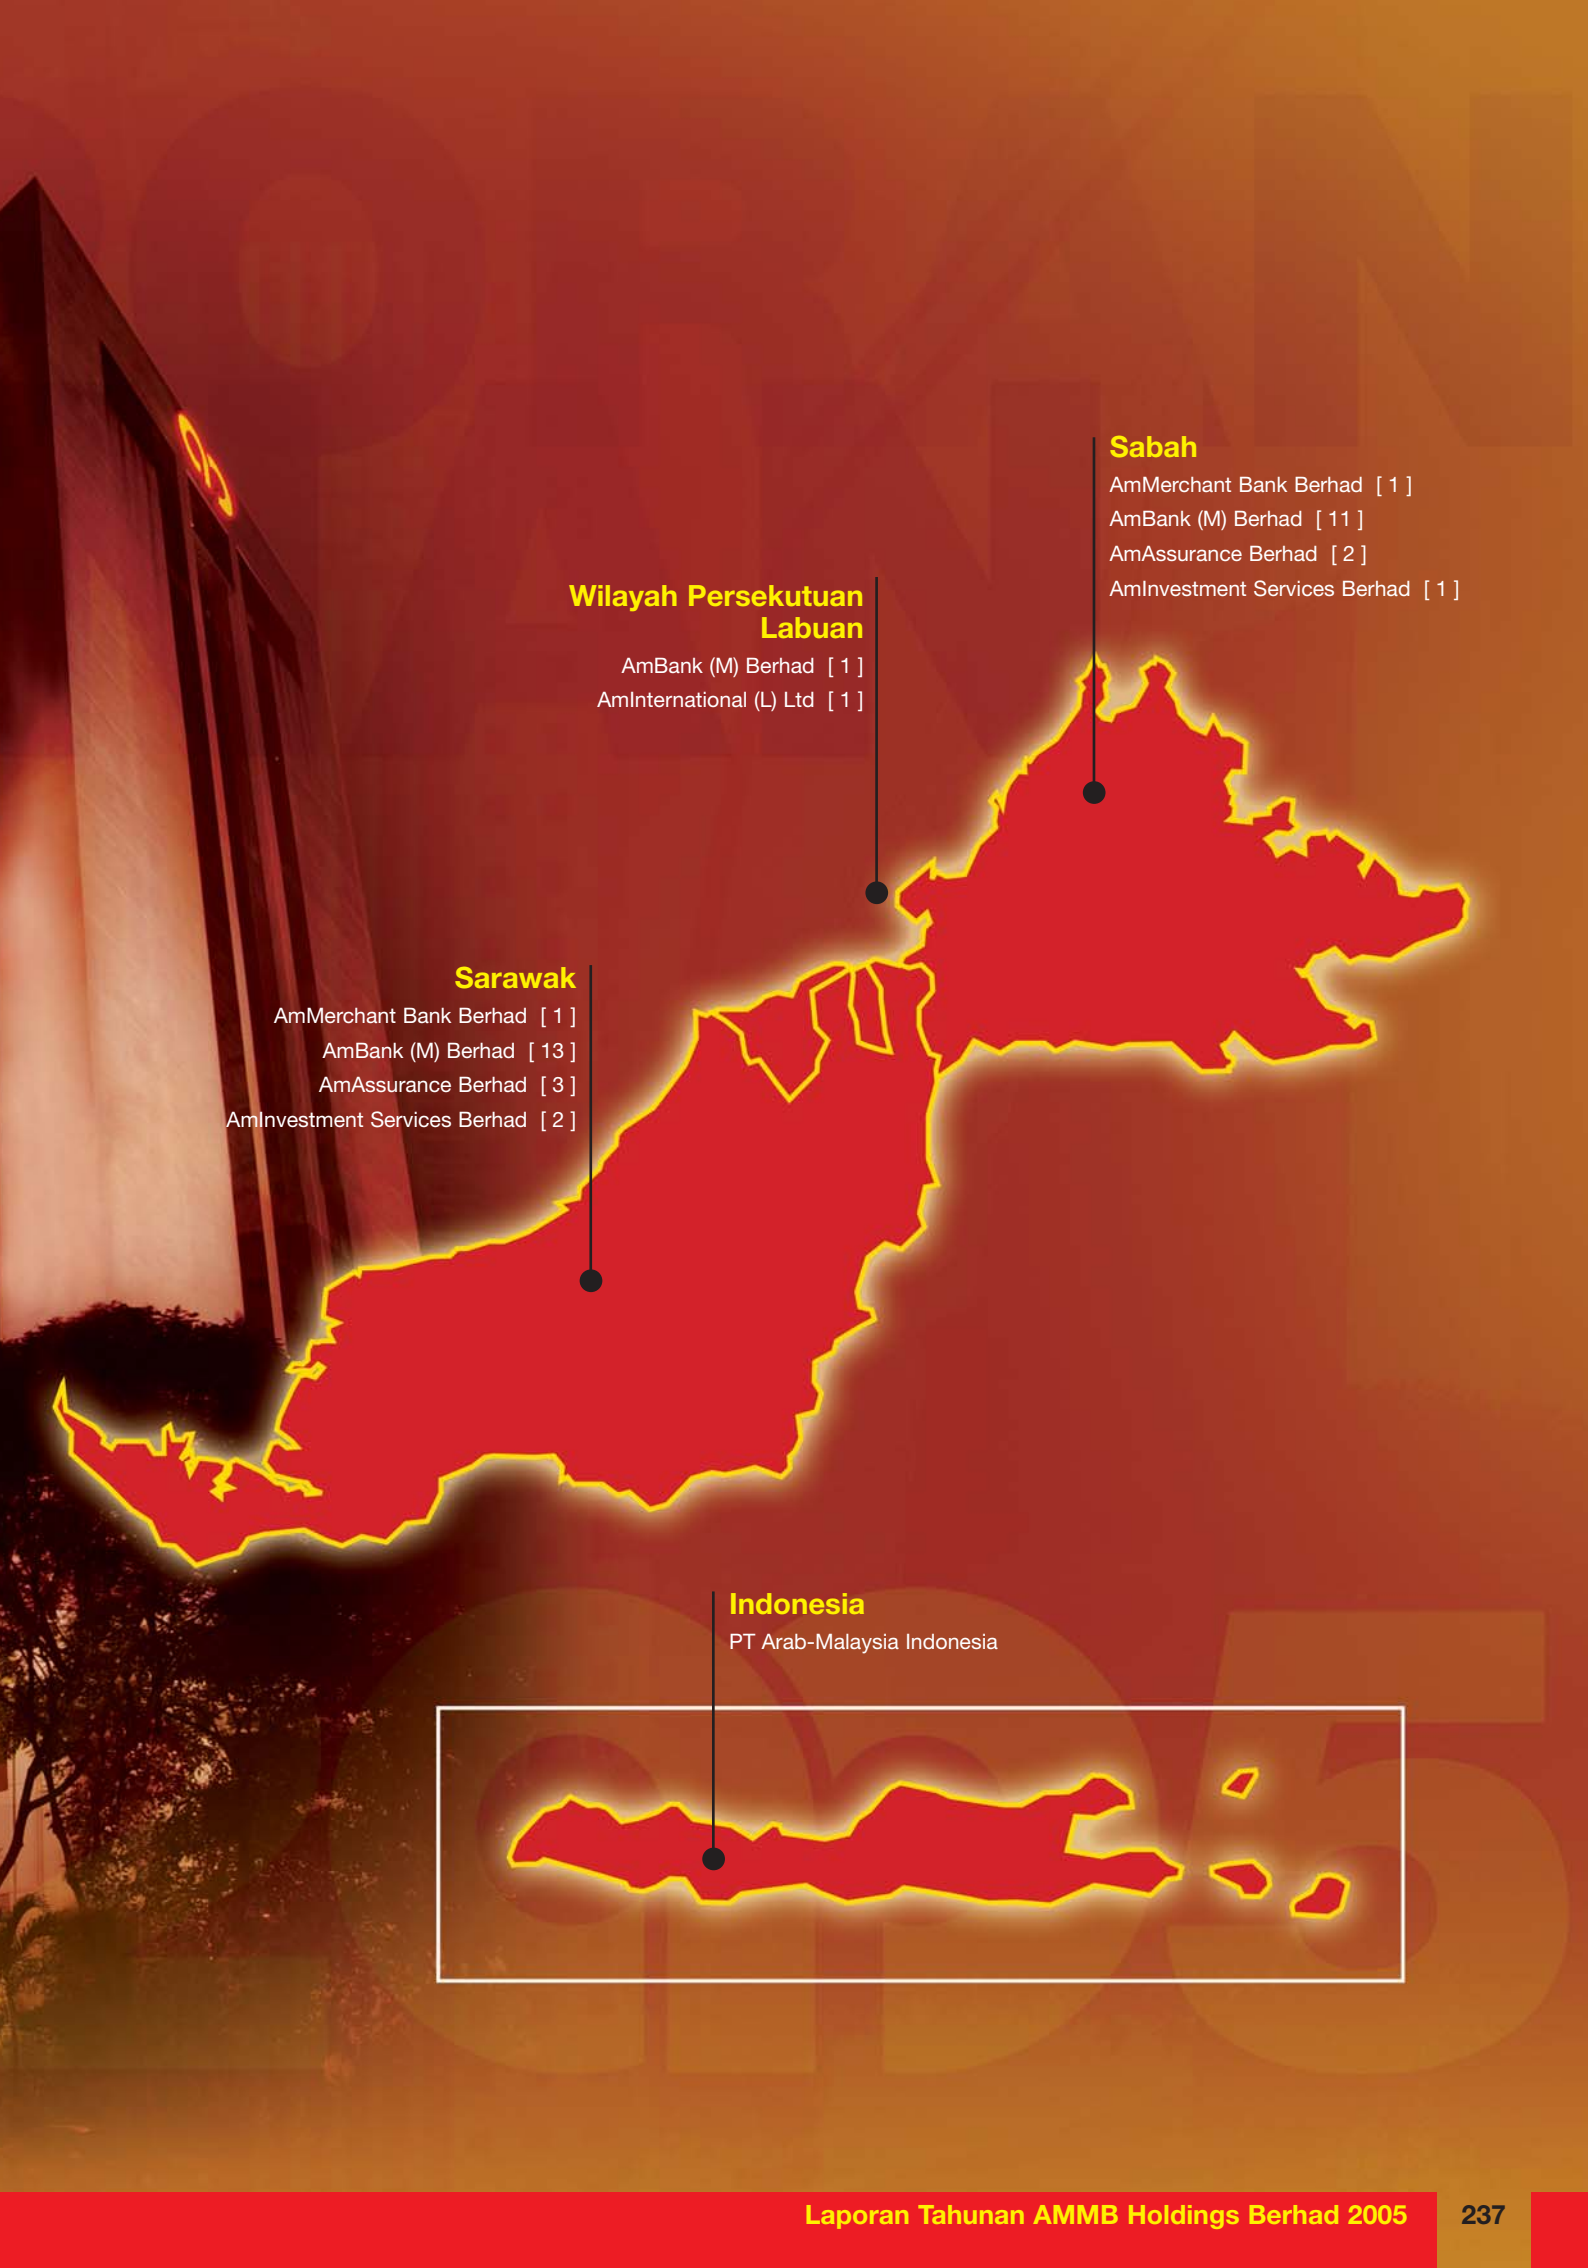 Sabah
AmMerchant Bank Berhad [ 1 ]
AmBank (M) Berhad [ 11 ]
AmAssurance Berhad [ 2 ]
AmInvestment Services Berhad [ 1 ]
Wilayah Persekutuan
Labuan
AmBank (M) Berhad [ 1 ]
AmInternational (L) Ltd [ 1 ]
Sarawak
AmMerchant Bank Berhad [ 1 ]
AmBank (M) Berhad [ 13 ]
AmAssurance Berhad [ 3 ]
AmInvestment Services Berhad [ 2 ]
Indonesia
PT Arab-Malaysia Indonesia
Laporan Tahunan AMMB Holdings Berhad 2005 237